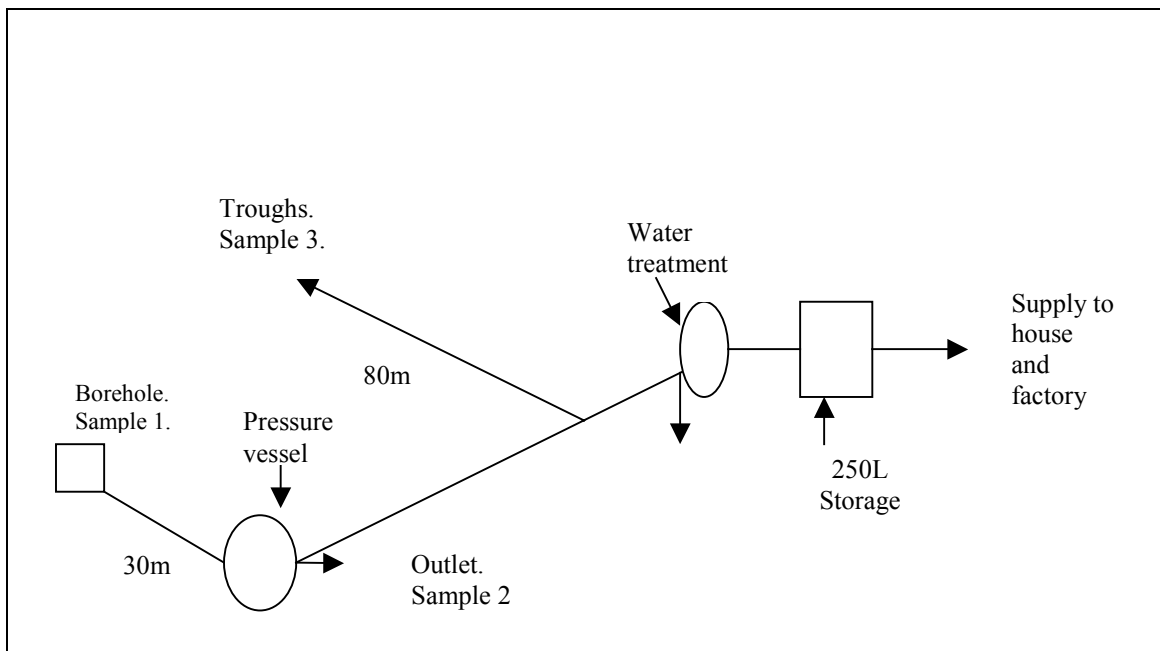 Troughs.
Sample 3.
Water
treatment
Supply to
house
and
factory
80m
Borehole.
Sample 1.
Pressure
vessel
250L
Storage
30m
Outlet.
Sample 2